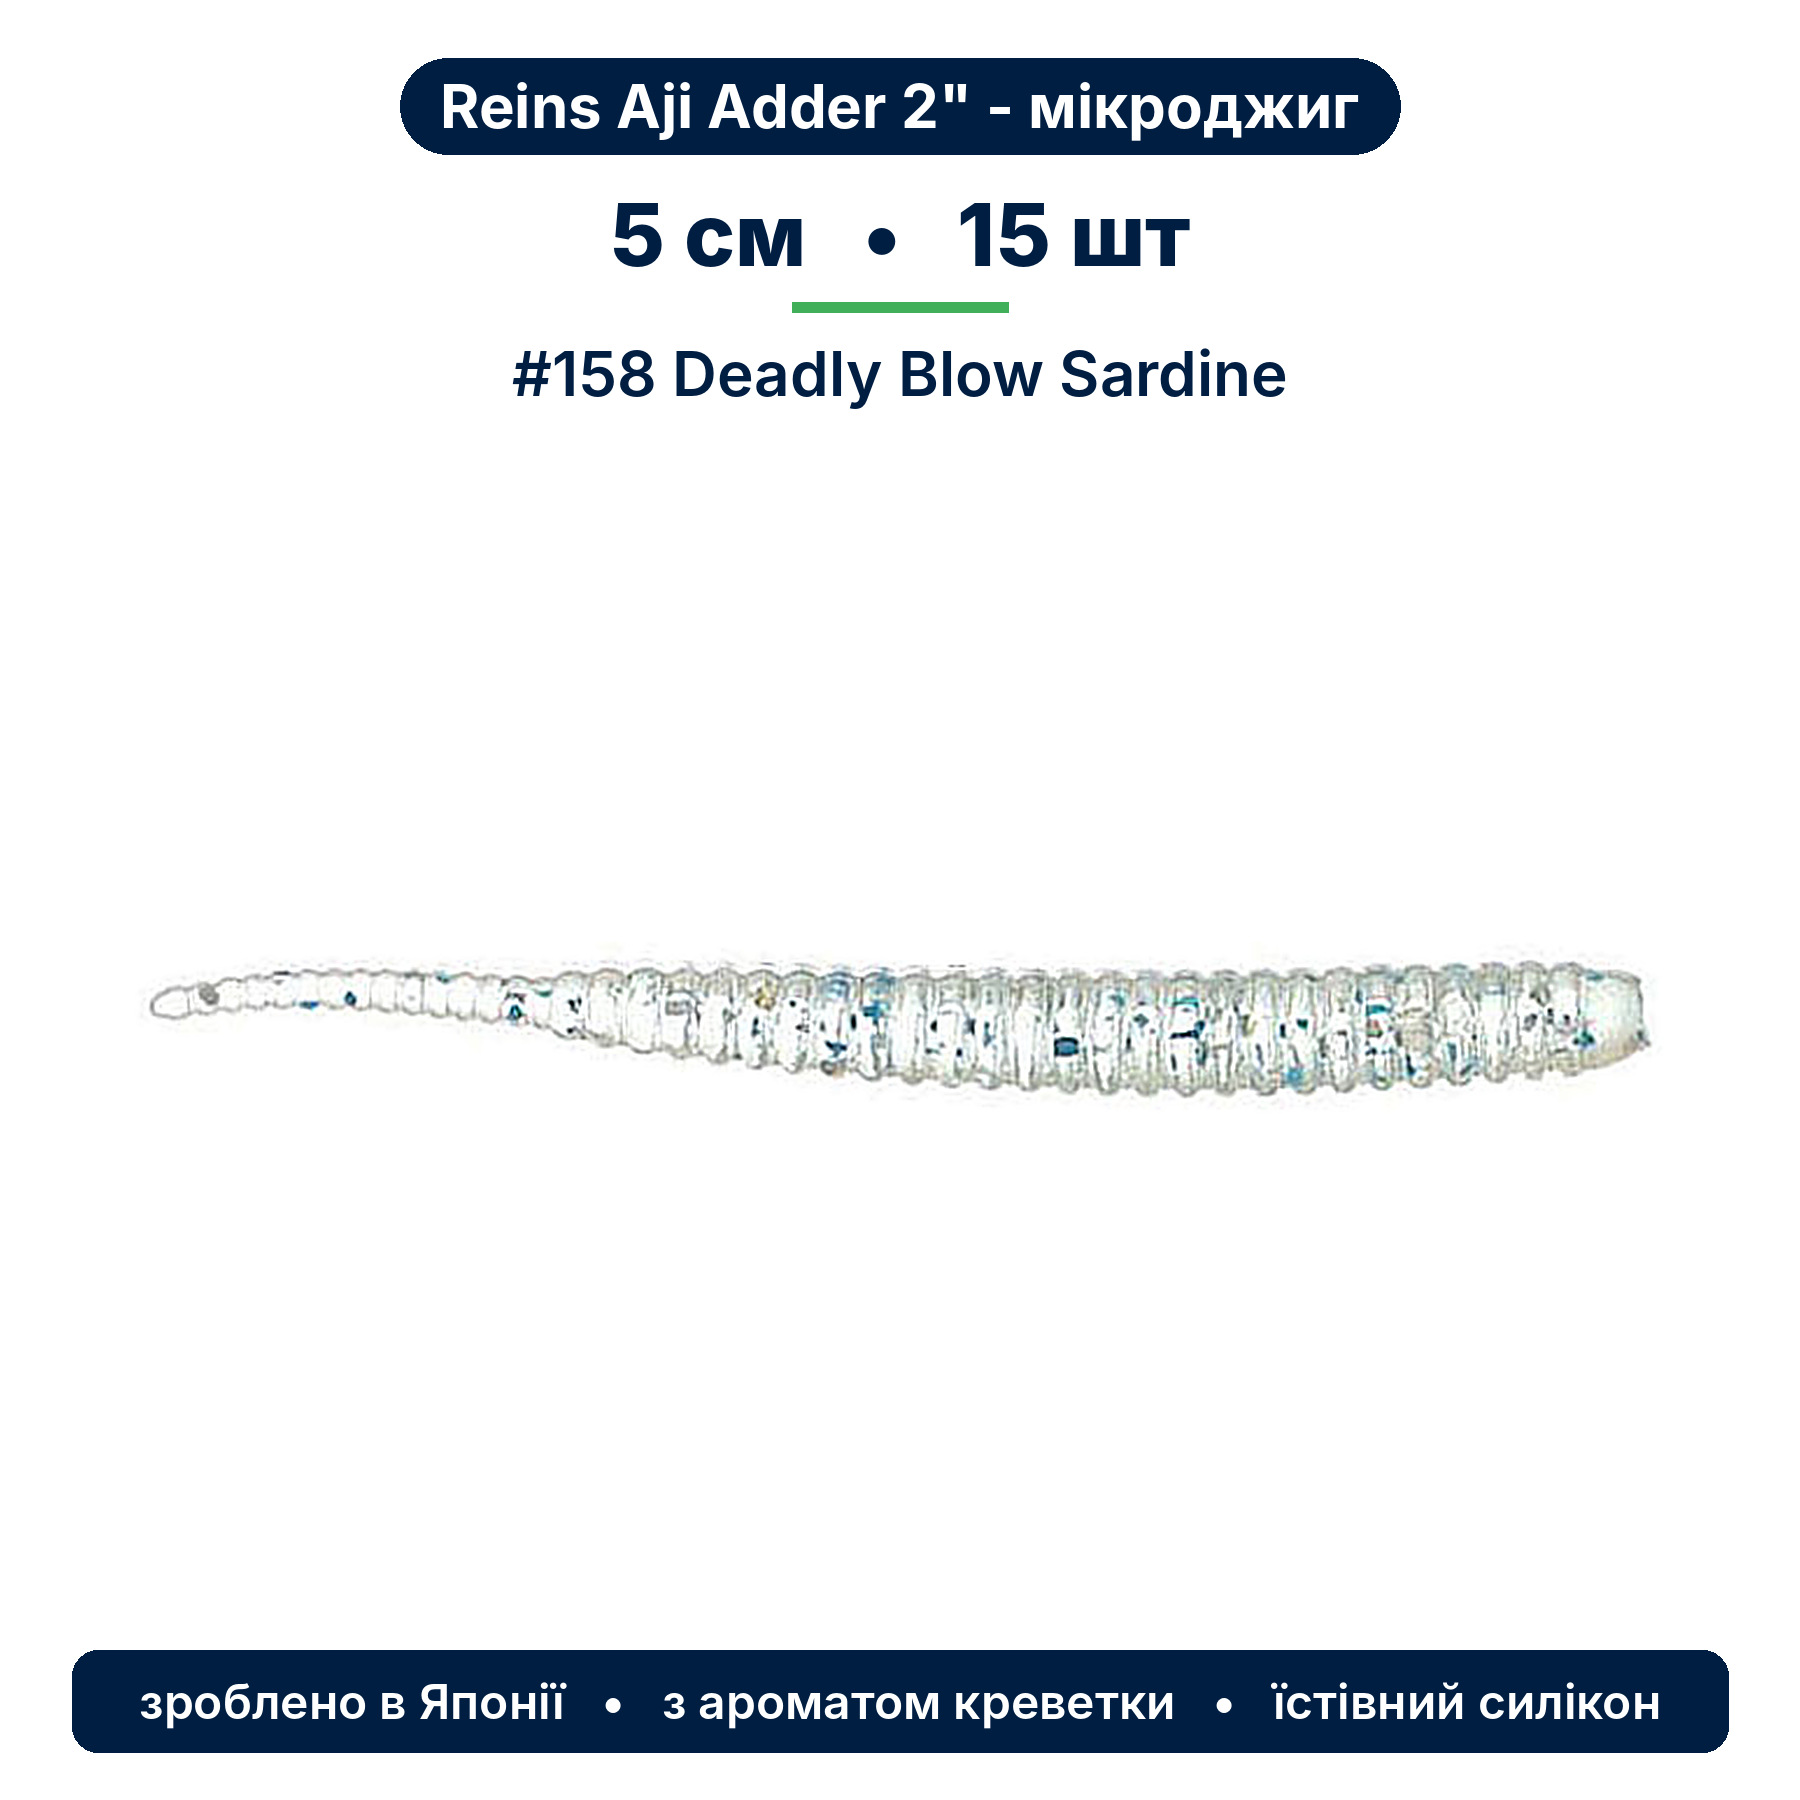 Reins Aji Adder 2" - мікроджиг
5 см • 15 шт
#158 Deadly Blow Sardine
зроблено в Японії • з ароматом креветки • їстівний силікон